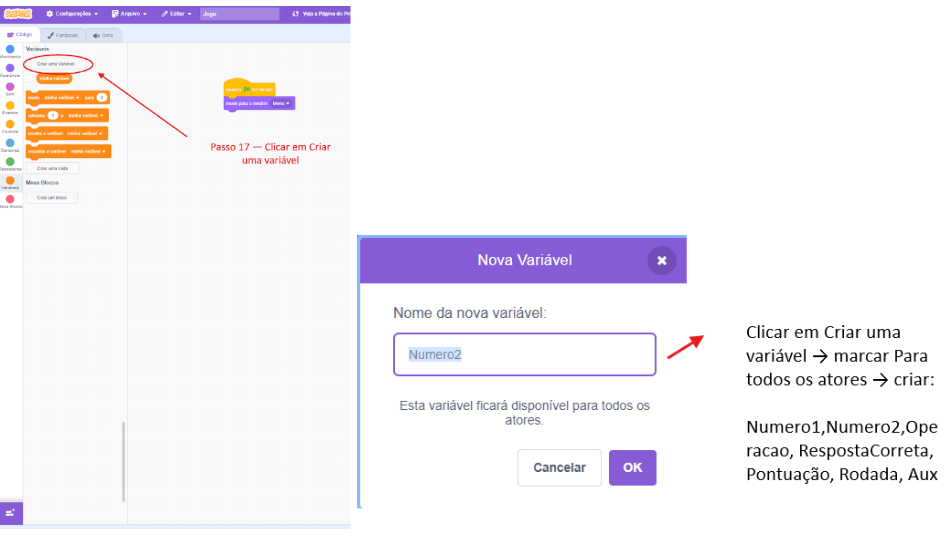 SCRATCH
Configurações
Arquivo
Editar
Jogo
Veja a Página do Pro
Código
Fantasias
Sons
Variáveis
Movimento
Criar uma Variável
Aparência
minha variável
Som
mude minha variável para 0
Eventos
adicione 1 a minha variável
Controle
mostre a variável minha variável
Sensores
esconda a variável minha variável
Operadores
Criar uma Lista
Variáveis
Meus Blocos
Criar um bloco
Meus Blocos
quando for clicado
mude para o cenário Menu
Passo 17 — Clicar em Criar
uma variável
Nova Variável
Nome da nova variável:
Numero2
Esta variável ficará disponível para todos os
atores.
Cancelar
OK
Clicar em Criar uma
variável → marcar Para
todos os atores → criar:
Numero1,Numero2,Ope
racao, RespostaCorreta,
Pontuação, Rodada, Aux